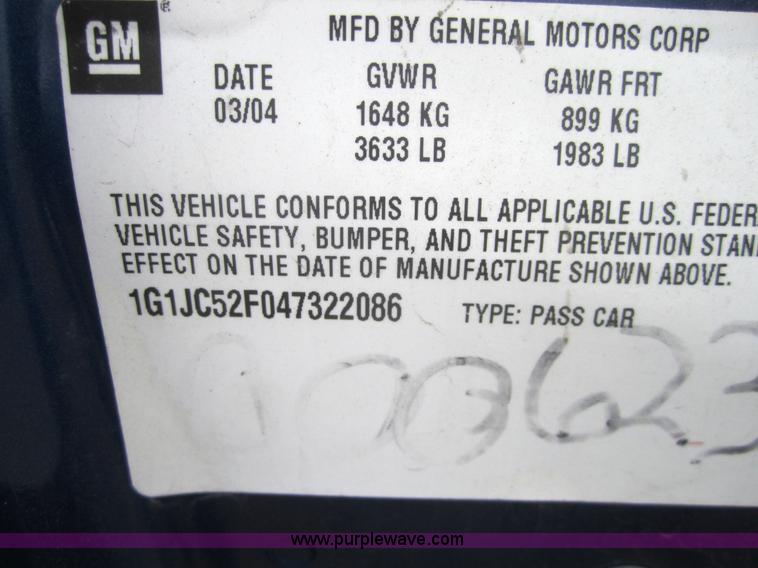 GM
®
MFD BY GENERAL MOTORS CORP
DATE GVWR GAWR FRT
03/04 1648 KG 899 KG
3633 LB 1983 LB
THIS VEHICLE CONFORMS TO ALL APPLICABLE U.S. FEDER
VEHICLE SAFETY, BUMPER, AND THEFT PREVENTION STAN
EFFECT ON THE DATE OF MANUFACTURE SHOWN ABOVE.
1G1JC52F047322086 TYPE: PASS CAR
www.purplewave.com